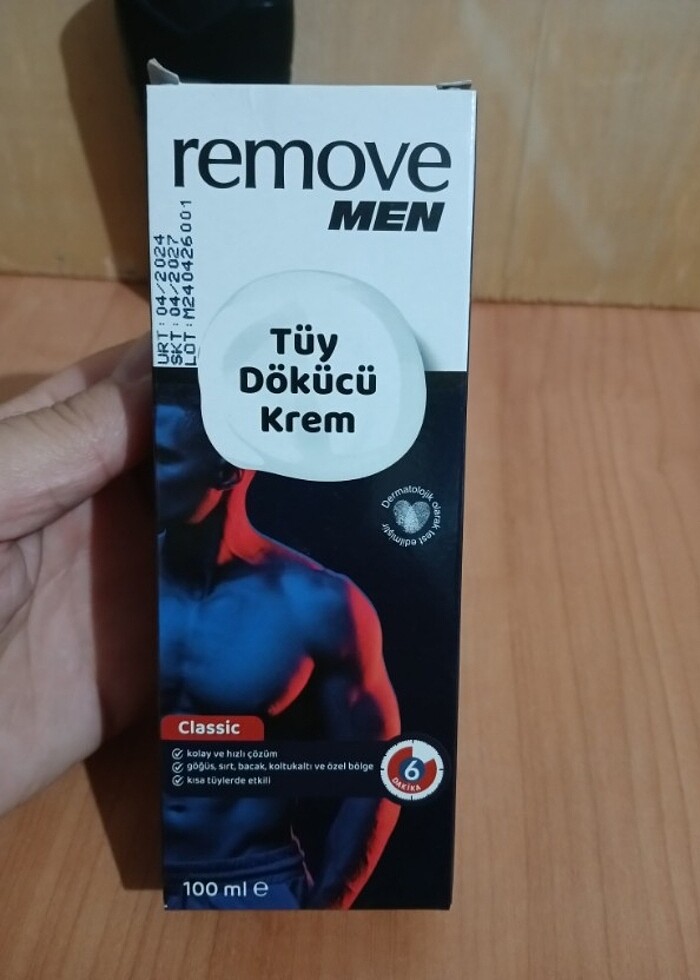 remove
MEN
ÜRT: 04/2024
SKT: 04/2027
LOT: M240426001
Tüy
Dökücü
Krem
Dermatolojik olarak test edilmiştir
Classic
kolay ve hızlı çözüm
göğüs, sırt, bacak, koltukaltı ve özel bölge
kısa tüylerde etkili
6
DAKİKA
100 ml e